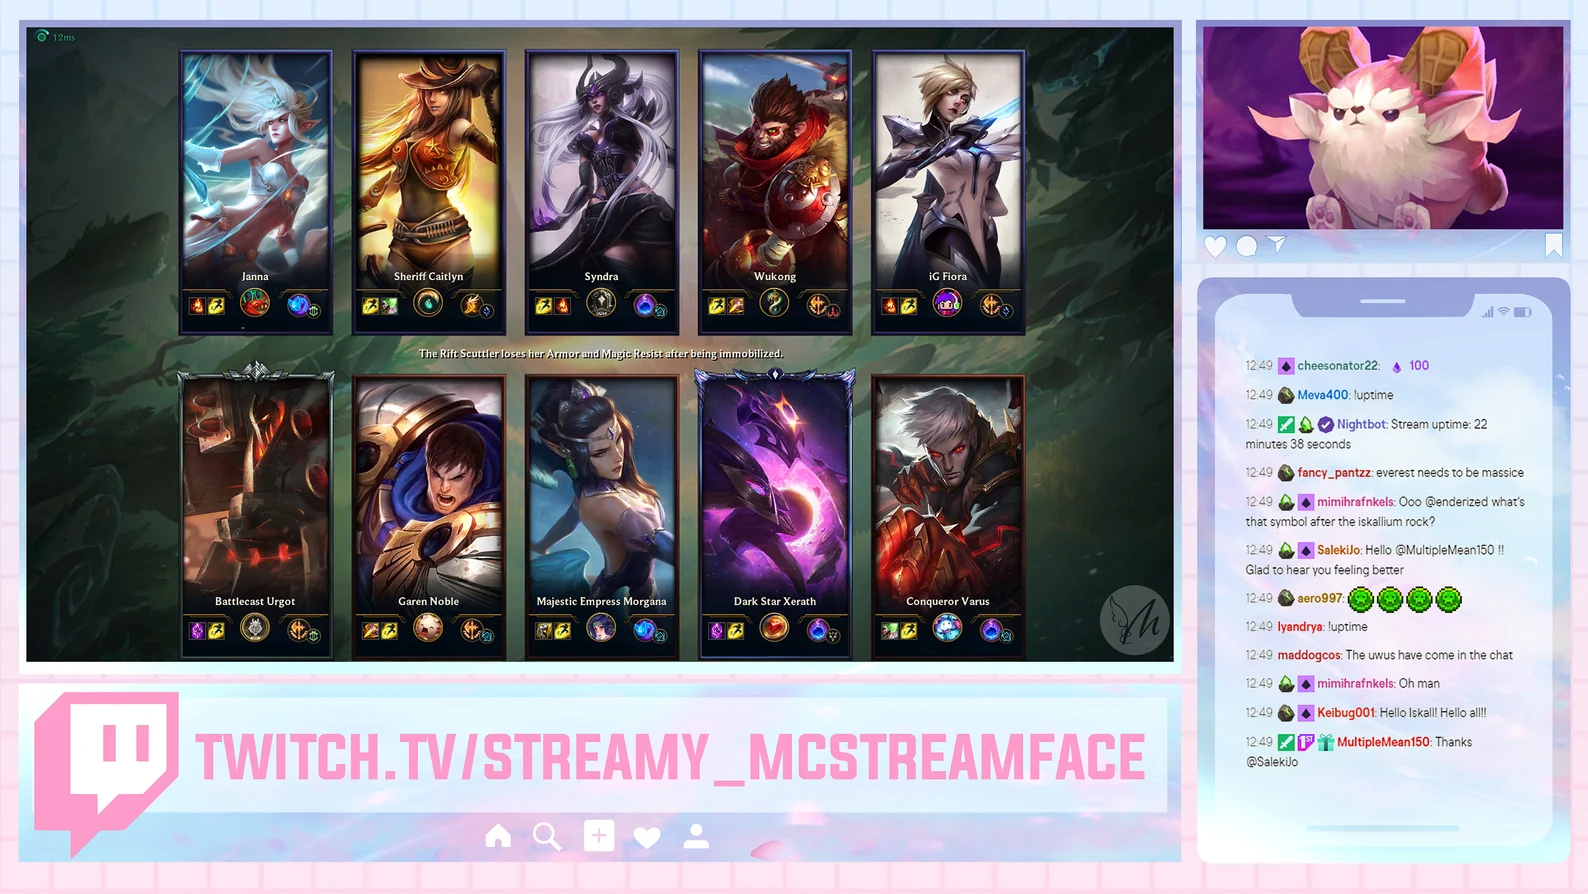 12ms
Janna
Sheriff Caitlyn
Syndra
Wukong
iG Fiora
The Rift Scuttler loses her Armor and Magic Resist after being immobilized.
Battlecast Urgot
Garen Noble
Majestic Empress Morgana
Dark Star Xerath
Conqueror Varus
M
TWITCH.TV/STREAMY_MCSTREAMFACE
12:49 cheesonator22: 100
12:49 Meva400: !uptime
12:49 Nightbot: Stream uptime: 22
minutes 38 seconds
12:49 fancy_pantzz: everest needs to be massice
12:49 mimihrafnkels: Ooo @enderized what's
that symbol after the iskallium rock?
12:49 SalekiJo: Hello @MultipleMean150 !!
Glad to hear you feeling better
12:49 aero997:
12:49 lyandrya: !uptime
12:49 maddogcos: The uwus have come in the chat
12:49 mimihrafnkels: Oh man
12:49 Keibug001: Hello Iskall! Hello all!!
12:49 1ST MultipleMean150: Thanks
@SalekiJo